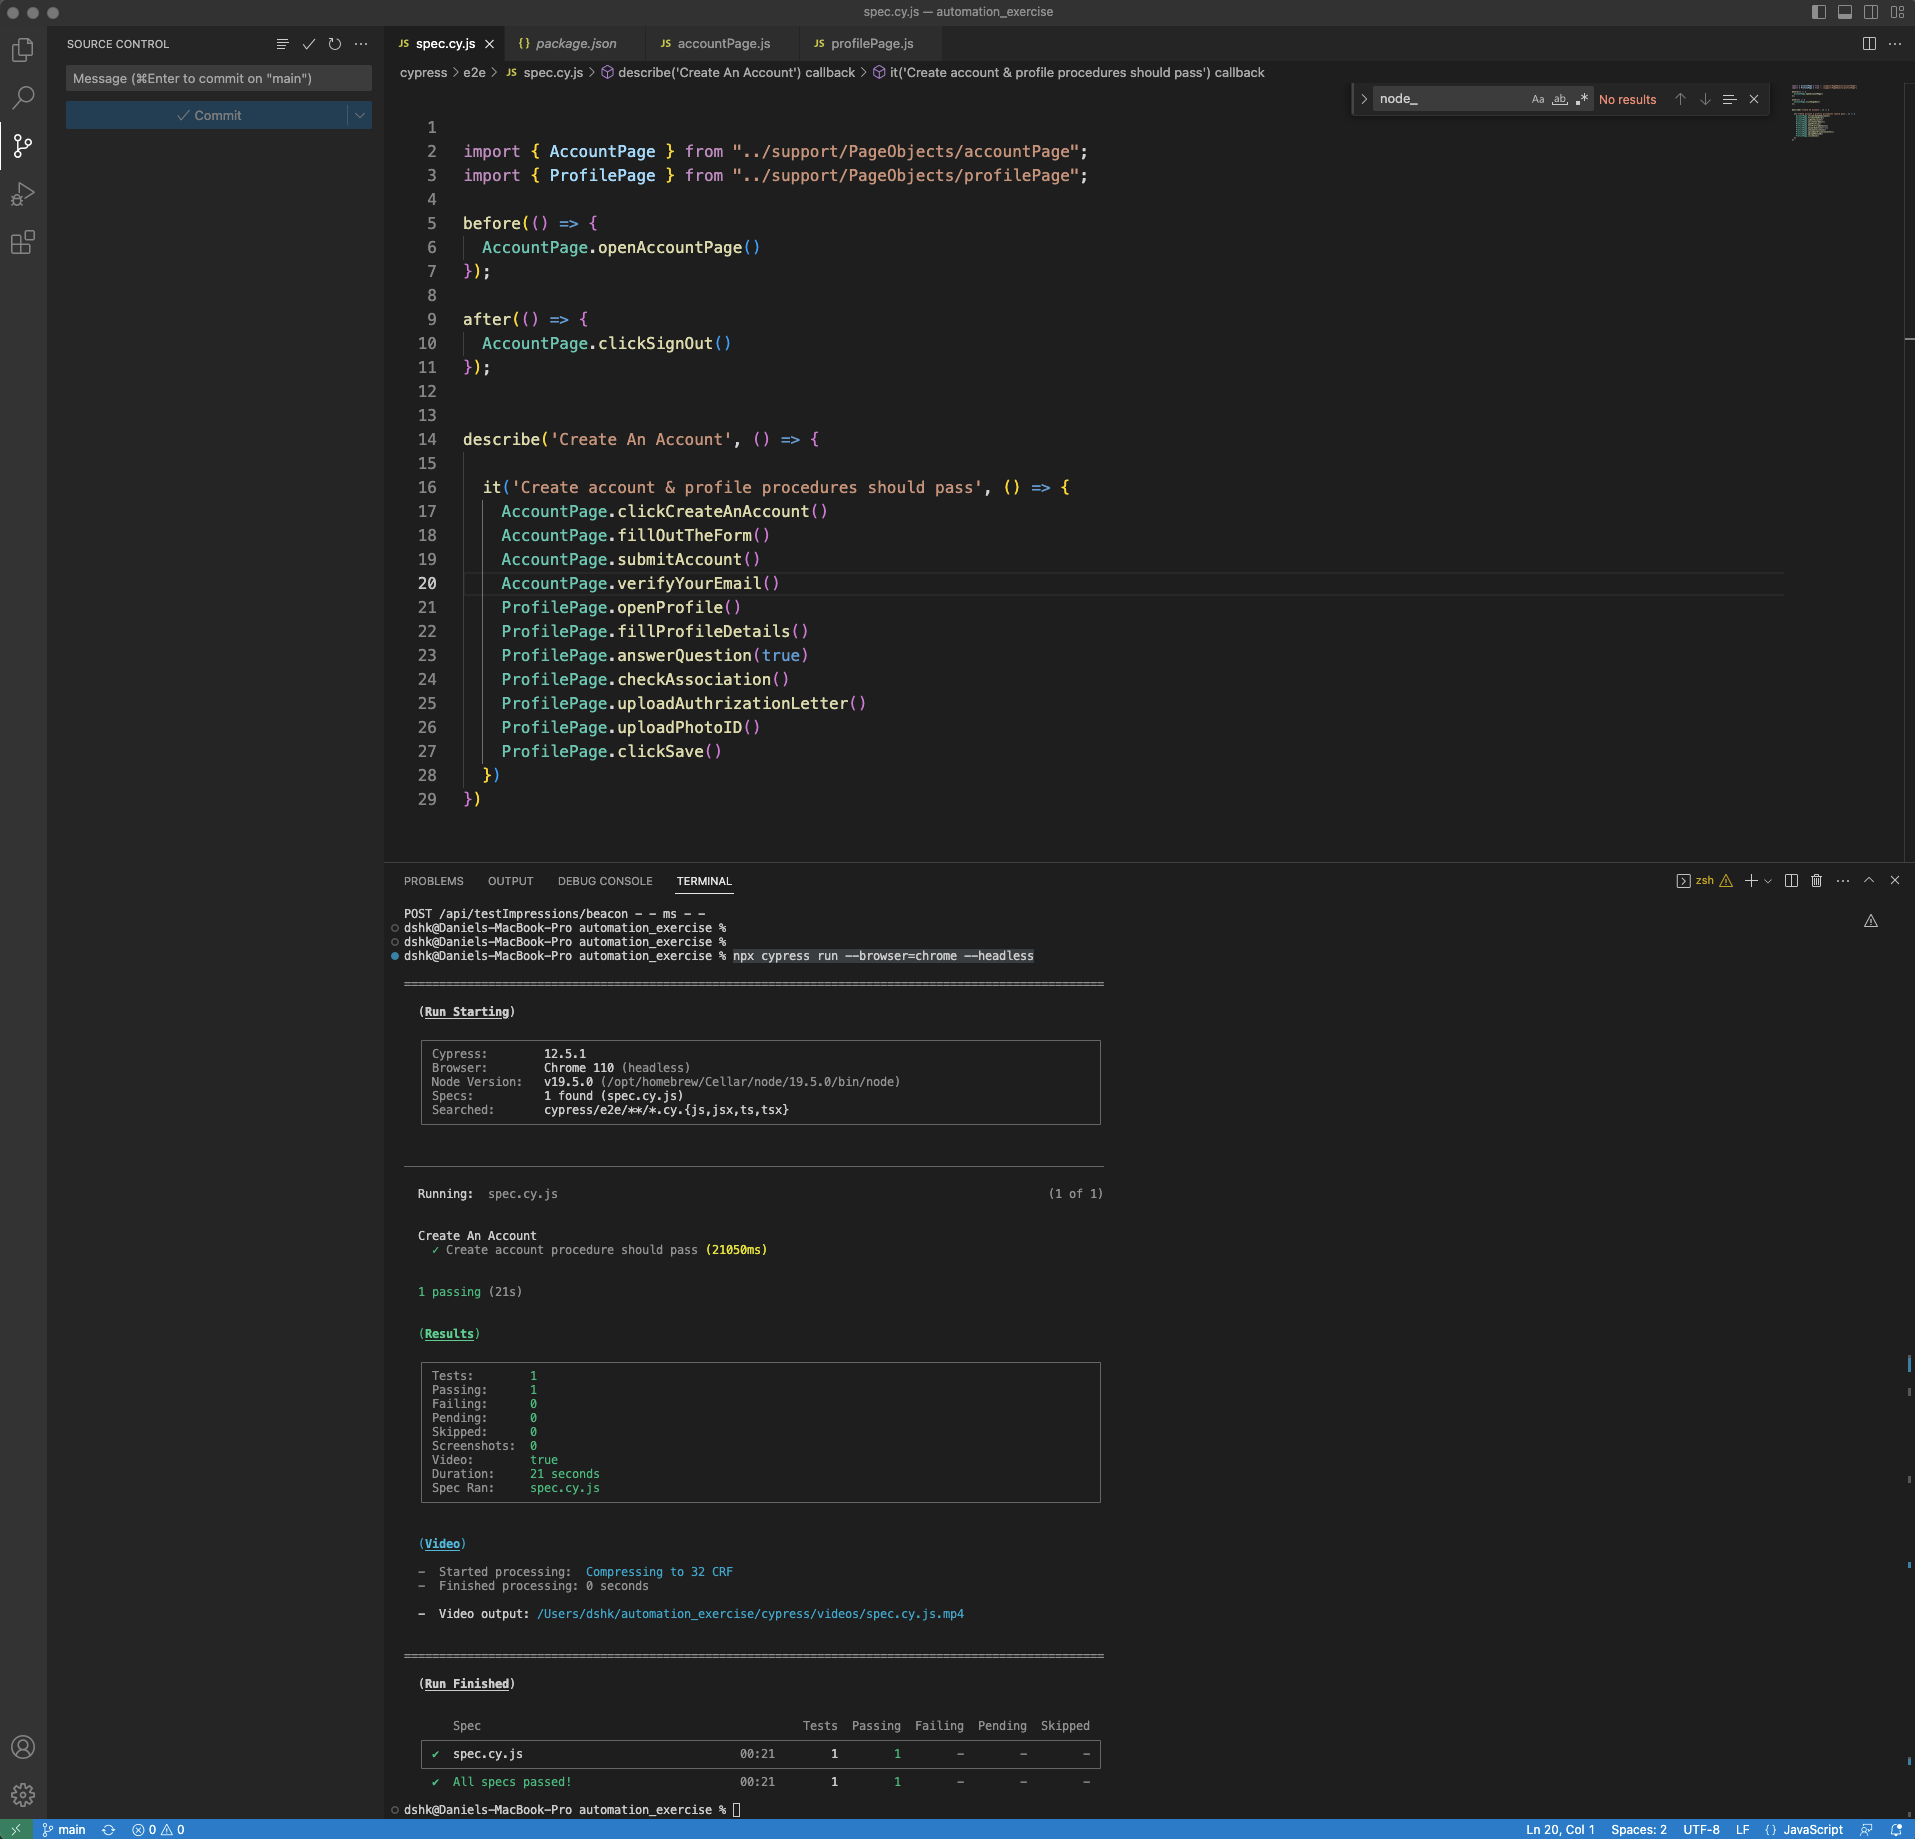 spec.cy.js — automation_exercise
SOURCE CONTROL
Message (⌘Enter to commit on "main")
Commit
JS spec.cy.js
{} package.json
JS accountPage.js
JS profilePage.js
cypress > e2e > JS spec.cy.js > describe('Create An Account') callback > it('Create account & profile procedures should pass') callback
node_ Aa ab .* No results
1
2 import { AccountPage } from "../support/PageObjects/accountPage";
3 import { ProfilePage } from "../support/PageObjects/profilePage";
4
5 before(() => {
6 AccountPage.openAccountPage()
7 });
8
9 after(() => {
10 AccountPage.clickSignOut()
11 });
12
13
14 describe('Create An Account', () => {
15
16 it('Create account & profile procedures should pass', () => {
17 AccountPage.clickCreateAnAccount()
18 AccountPage.fillOutTheForm()
19 AccountPage.submitAccount()
20 AccountPage.verifyYourEmail()
21 ProfilePage.openProfile()
22 ProfilePage.fillProfileDetails()
23 ProfilePage.answerQuestion(true)
24 ProfilePage.checkAssociation()
25 ProfilePage.uploadAuthrizationLetter()
26 ProfilePage.uploadPhotoID()
27 ProfilePage.clickSave()
28 })
29 })
PROBLEMS OUTPUT DEBUG CONSOLE TERMINAL
zsh
POST /api/testImpressions/beacon - - ms - -
dshk@Daniels-MacBook-Pro automation_exercise %
dshk@Daniels-MacBook-Pro automation_exercise %
dshk@Daniels-MacBook-Pro automation_exercise % npx cypress run --browser=chrome --headless
(Run Starting)
Cypress: 12.5.1
Browser: Chrome 110 (headless)
Node Version: v19.5.0 (/opt/homebrew/Cellar/node/19.5.0/bin/node)
Specs: 1 found (spec.cy.js)
Searched: cypress/e2e/**/*.cy.{js,jsx,ts,tsx}
Running: spec.cy.js (1 of 1)
Create An Account
✓ Create account procedure should pass (21050ms)
1 passing (21s)
(Results)
Tests: 1
Passing: 1
Failing: 0
Pending: 0
Skipped: 0
Screenshots: 0
Video: true
Duration: 21 seconds
Spec Ran: spec.cy.js
(Video)
- Started processing: Compressing to 32 CRF
- Finished processing: 0 seconds
- Video output: /Users/dshk/automation_exercise/cypress/videos/spec.cy.js.mp4
(Run Finished)
Spec Tests Passing Failing Pending Skipped
✔ spec.cy.js 00:21 1 1 - - -
✔ All specs passed! 00:21 1 1 - - -
dshk@Daniels-MacBook-Pro automation_exercise %
main 0 0 Ln 20, Col 1 Spaces: 2 UTF-8 LF {} JavaScript